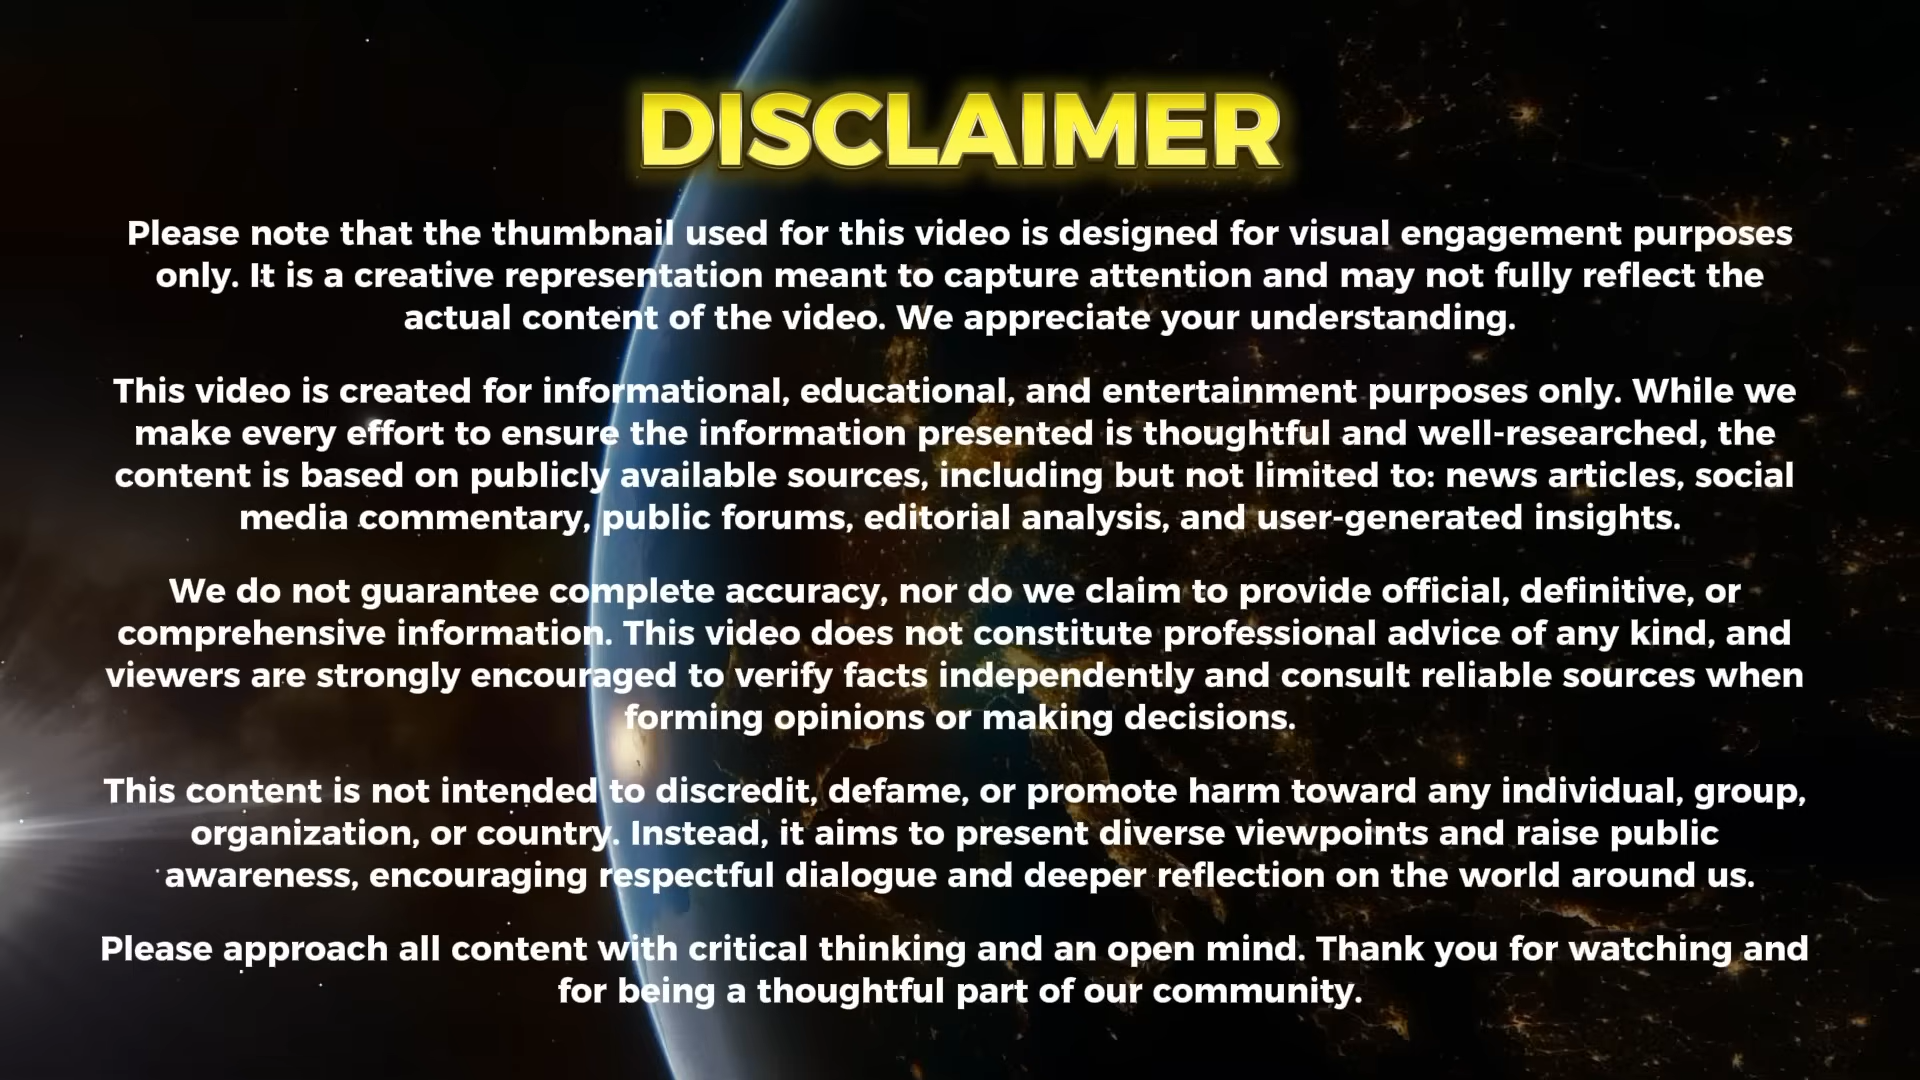 DISCLAIMER
Please note that the thumbnail used for this video is designed for visual engagement purposes
only. It is a creative representation meant to capture attention and may not fully reflect the
actual content of the video. We appreciate your understanding.
This video is created for informational, educational, and entertainment purposes only. While we
make every effort to ensure the information presented is thoughtful and well-researched, the
content is based on publicly available sources, including but not limited to: news articles, social
media commentary, public forums, editorial analysis, and user-generated insights.
We do not guarantee complete accuracy, nor do we claim to provide official, definitive, or
comprehensive information. This video does not constitute professional advice of any kind, and
viewers are strongly encouraged to verify facts independently and consult reliable sources when
forming opinions or making decisions.
This content is not intended to discredit, defame, or promote harm toward any individual, group,
organization, or country. Instead, it aims to present diverse viewpoints and raise public
awareness, encouraging respectful dialogue and deeper reflection on the world around us.
Please approach all content with critical thinking and an open mind. Thank you for watching and
for being a thoughtful part of our community.